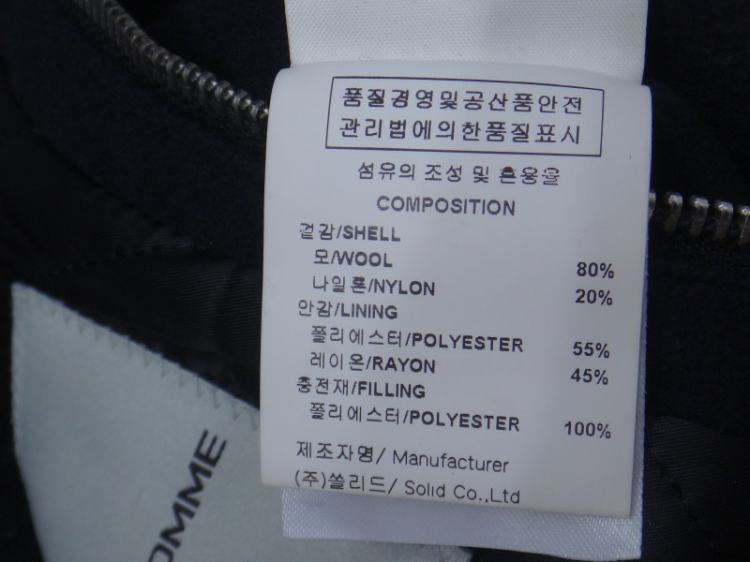 품질경영및공산품안전
관리법에의한품질표시
섬유의 조성 및 혼용율
COMPOSITION
겉감/SHELL
모/WOOL 80%
나일론/NYLON 20%
안감/LINING
폴리에스터/POLYESTER 55%
레이온/RAYON 45%
충전재/FILLING
폴리에스터/POLYESTER 100%
제조자명/ Manufacturer
(주)쏠리드/ Solid Co.,Ltd
OMME